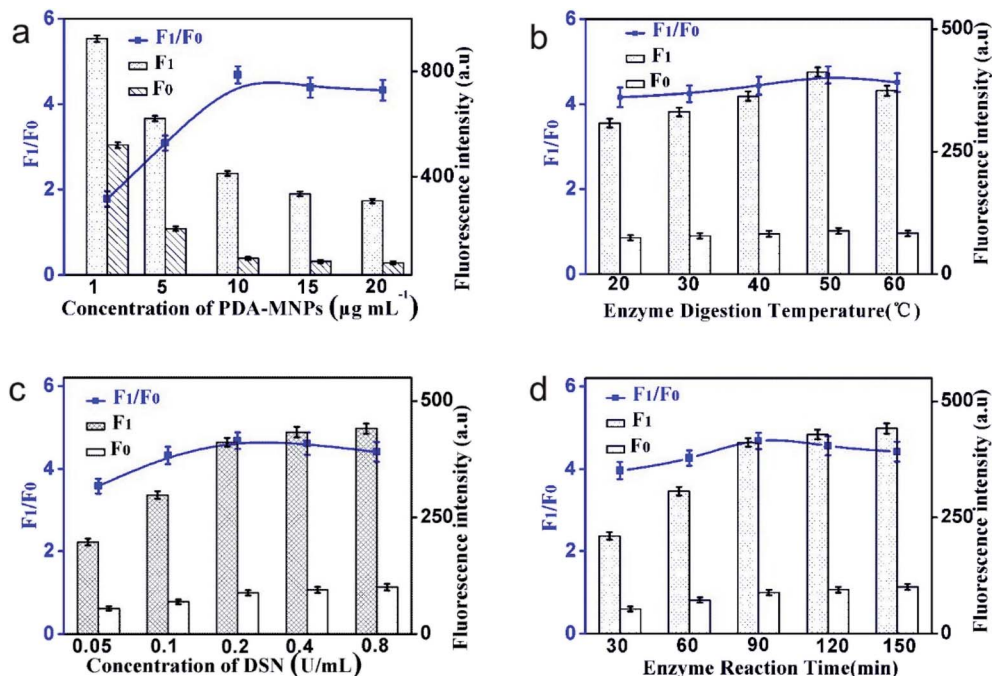 a
6
4
2
0
F1/F0
F1/F0
F1
F0
800
400
Fluorescence intensity (a.u)
1 5 10 15 20
Concentration of PDA-MNPs (µg mL⁻¹)
b
6
4
2
0
F1/F0
F1/F0
F1
F0
500
250
0
Fluorescence intensity (a.u)
20 30 40 50 60
Enzyme Digestion Temperature(℃)
c
6
4
2
0
F1/F0
F1/F0
F1
F0
500
250
0
Fluorescence intensity (a.u)
0.05 0.1 0.2 0.4 0.8
Concentration of DSN (U/mL)
d
6
4
2
0
F1/F0
F1/F0
F1
F0
500
250
0
Fluorescence intensity (a.u)
30 60 90 120 150
Enzyme Reaction Time(min)